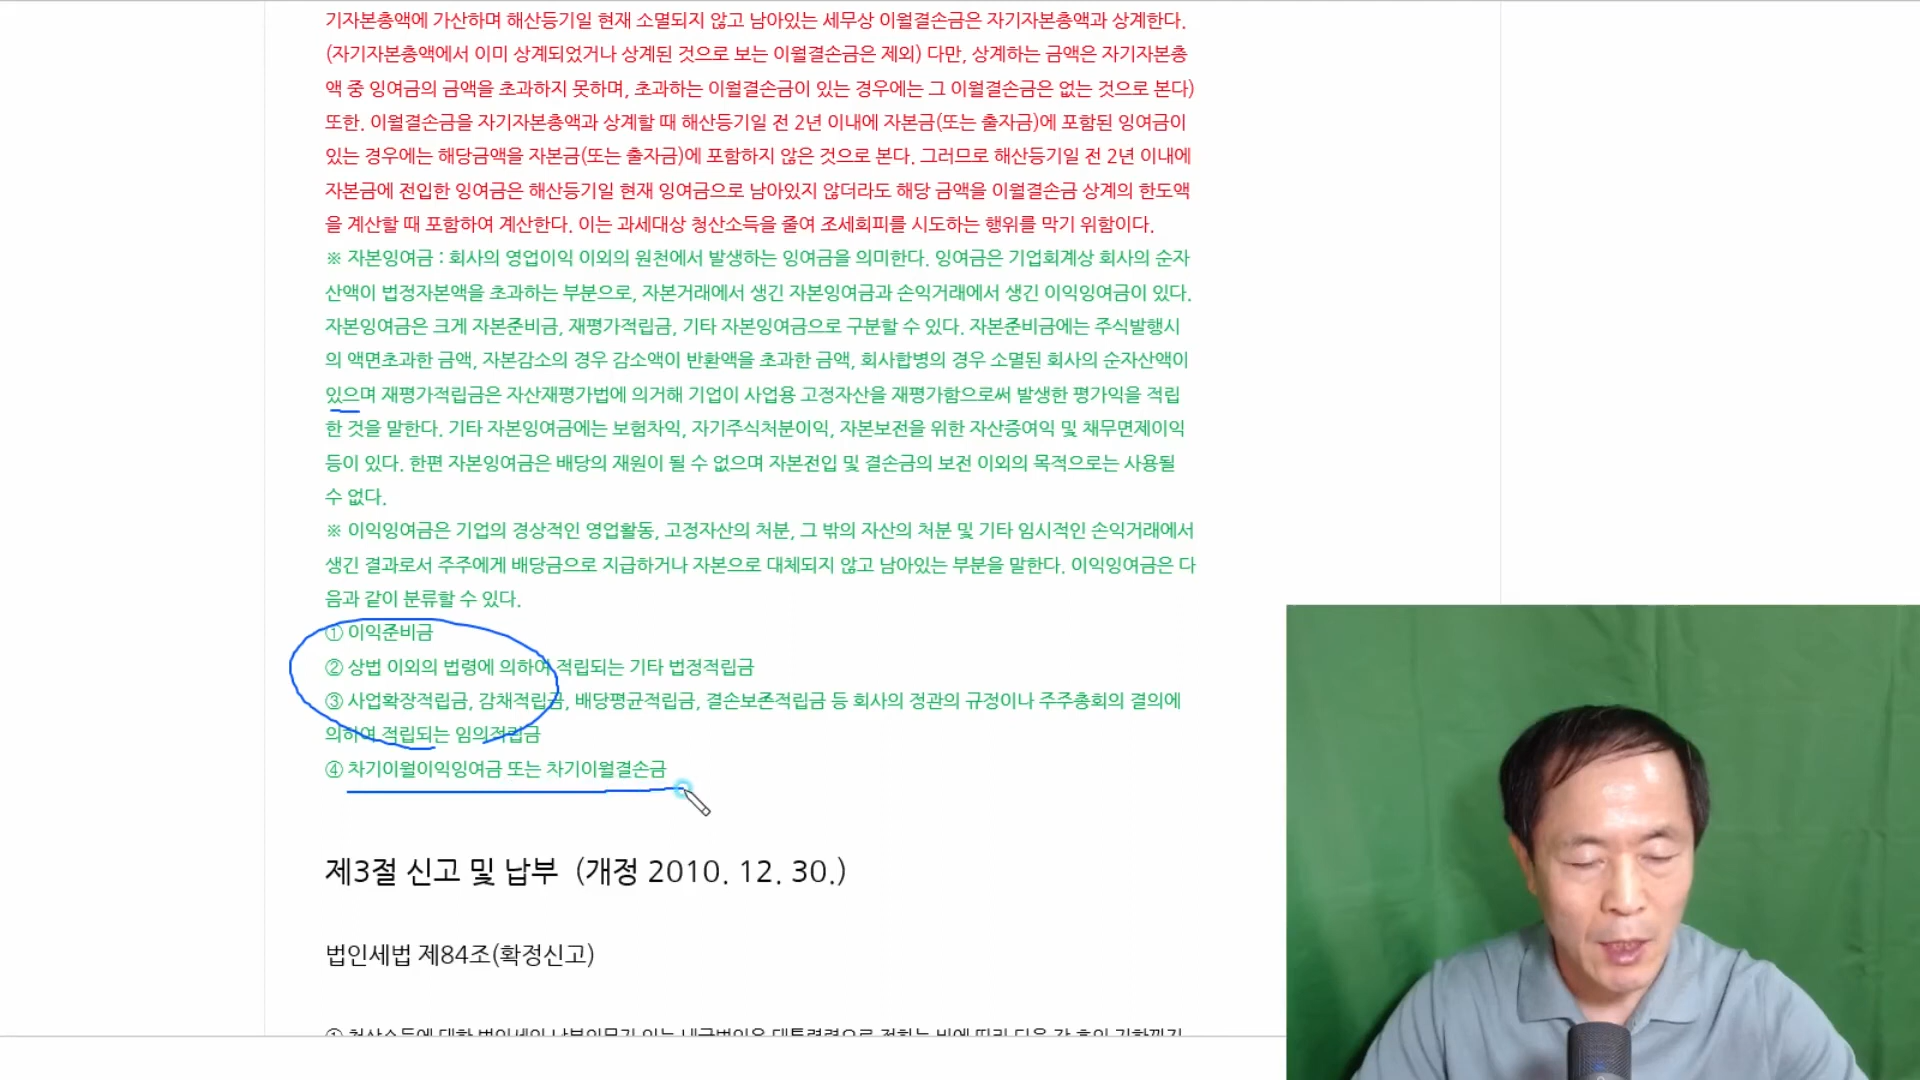 기자본총액에 가산하며 해산등기일 현재 소멸되지 않고 남아있는 세무상 이월결손금은 자기자본총액과 상계한다.
(자기자본총액에서 이미 상계되었거나 상계된 것으로 보는 이월결손금은 제외) 다만, 상계하는 금액은 자기자본총
액 중 잉여금의 금액을 초과하지 못하며, 초과하는 이월결손금이 있는 경우에는 그 이월결손금은 없는 것으로 본다)
또한. 이월결손금을 자기자본총액과 상계할 때 해산등기일 전 2년 이내에 자본금(또는 출자금)에 포함된 잉여금이
있는 경우에는 해당금액을 자본금(또는 출자금)에 포함하지 않은 것으로 본다. 그러므로 해산등기일 전 2년 이내에
자본금에 전입한 잉여금은 해산등기일 현재 잉여금으로 남아있지 않더라도 해당 금액을 이월결손금 상계의 한도액
을 계산할 때 포함하여 계산한다. 이는 과세대상 청산소득을 줄여 조세회피를 시도하는 행위를 막기 위함이다.
※ 자본잉여금 : 회사의 영업이익 이외의 원천에서 발생하는 잉여금을 의미한다. 잉여금은 기업회계상 회사의 순자
산액이 법정자본액을 초과하는 부분으로, 자본거래에서 생긴 자본잉여금과 손익거래에서 생긴 이익잉여금이 있다.
자본잉여금은 크게 자본준비금, 재평가적립금, 기타 자본잉여금으로 구분할 수 있다. 자본준비금에는 주식발행시
의 액면초과한 금액, 자본감소의 경우 감소액이 반환액을 초과한 금액, 회사합병의 경우 소멸된 회사의 순자산액이
있으며 재평가적립금은 자산재평가법에 의거해 기업이 사업용 고정자산을 재평가함으로써 발생한 평가익을 적립
한 것을 말한다. 기타 자본잉여금에는 보험차익, 자기주식처분이익, 자본보전을 위한 자산증여익 및 채무면제이익
등이 있다. 한편 자본잉여금은 배당의 재원이 될 수 없으며 자본전입 및 결손금의 보전 이외의 목적으로는 사용될
수 없다.
※ 이익잉여금은 기업의 경상적인 영업활동, 고정자산의 처분, 그 밖의 자산의 처분 및 기타 임시적인 손익거래에서
생긴 결과로서 주주에게 배당금으로 지급하거나 자본으로 대체되지 않고 남아있는 부분을 말한다. 이익잉여금은 다
음과 같이 분류할 수 있다.
① 이익준비금
② 상법 이외의 법령에 의하여 적립되는 기타 법정적립금
③ 사업확장적립금, 감채적립금, 배당평균적립금, 결손보존적립금 등 회사의 정관의 규정이나 주주총회의 결의에
의하여 적립되는 임의적립금
④ 차기이월이익잉여금 또는 차기이월결손금
제3절 신고 및 납부 (개정 2010. 12. 30.)
법인세법 제84조(확정신고)
① 청산소득에 대한 법인세의 납부의무가 있는 내국법인은 대통령령으로 정하는 바에 따라 다음 각 호의 기한까지